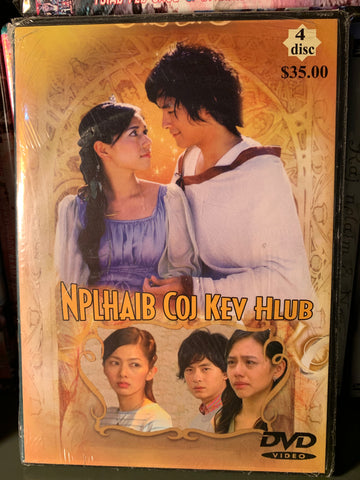 4
disc
$35.00
NPLHAIB COJ KEV HLUB
DVD
VIDEO